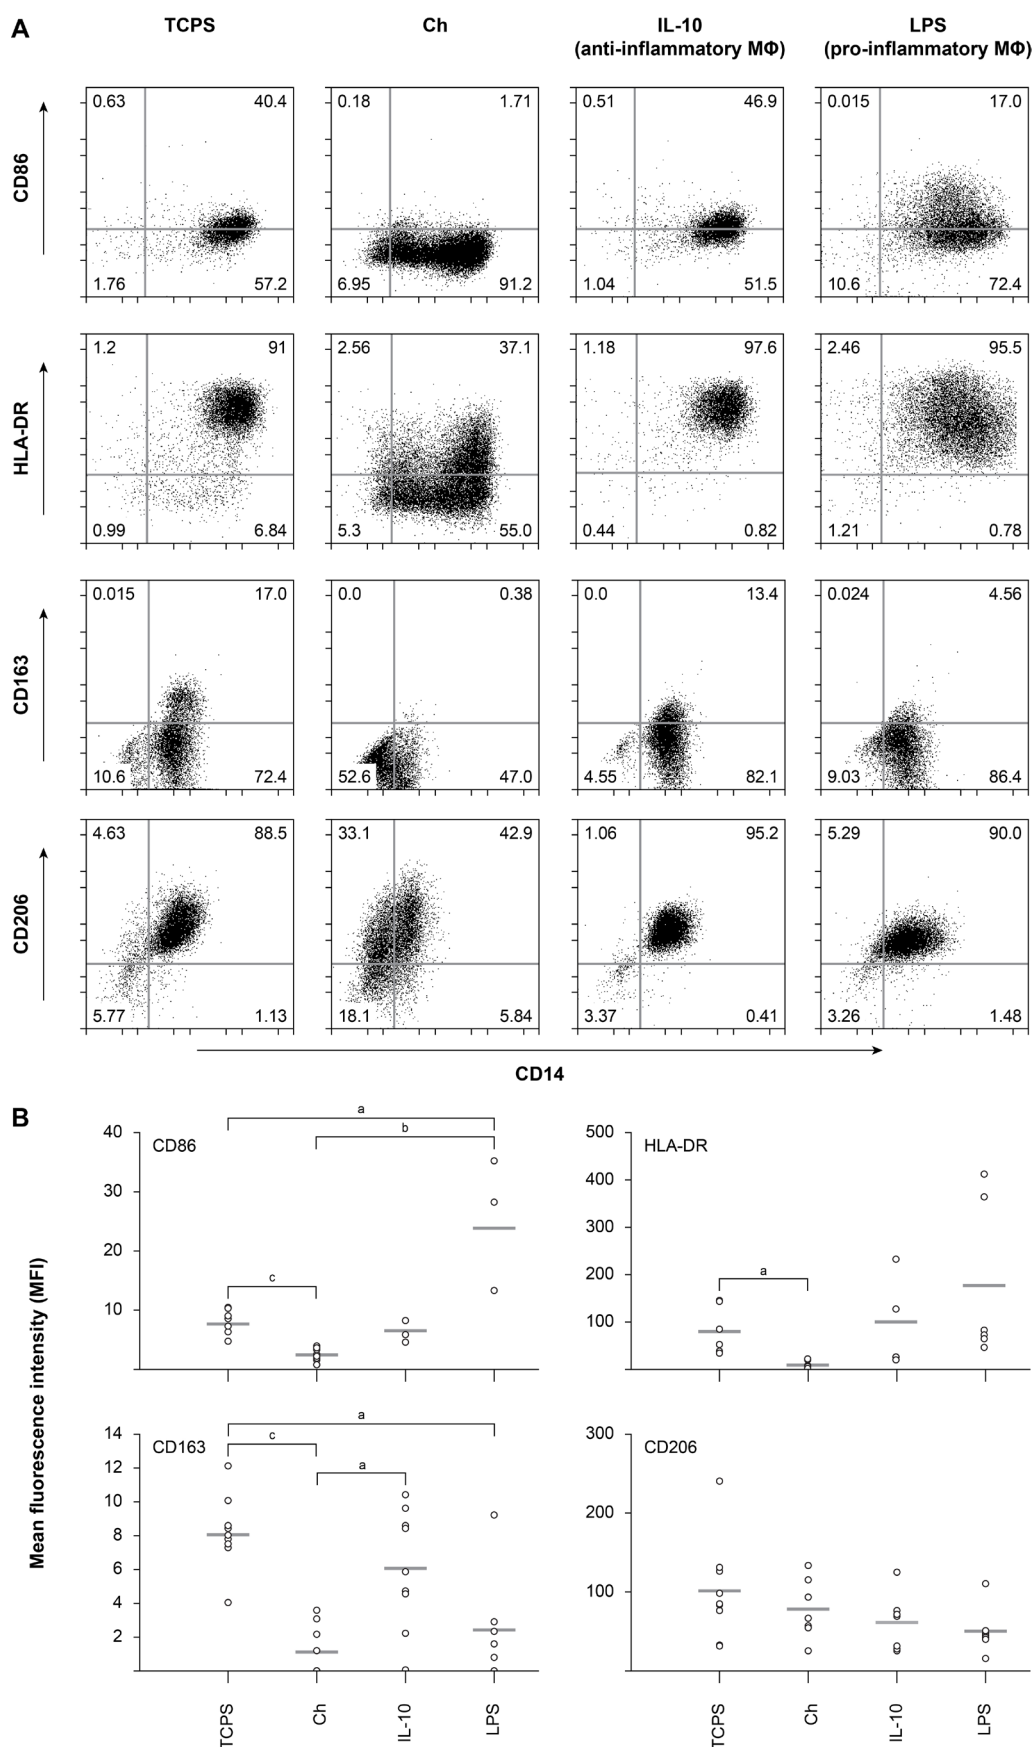 A
TCPS
Ch
IL-10
(anti-inflammatory MΦ)
LPS
(pro-inflammatory MΦ)
CD86
0.63 40.4
1.76 57.2
0.18 1.71
6.95 91.2
0.51 46.9
1.04 51.5
0.015 17.0
10.6 72.4
HLA-DR
1.2 91
0.99 6.84
2.56 37.1
5.3 55.0
1.18 97.6
0.44 0.82
2.46 95.5
1.21 0.78
CD163
0.015 17.0
10.6 72.4
0.0 0.38
52.6 47.0
0.0 13.4
4.55 82.1
0.024 4.56
9.03 86.4
CD206
4.63 88.5
5.77 1.13
33.1 42.9
18.1 5.84
1.06 95.2
3.37 0.41
5.29 90.0
3.26 1.48
CD14
B
Mean fluorescence intensity (MFI)
CD86
40
30
20
10
a
b
c
HLA-DR
500
400
300
200
100
a
CD163
14
12
10
8
6
4
2
a
c
a
TCPS
Ch
IL-10
LPS
CD206
300
200
100
TCPS
Ch
IL-10
LPS